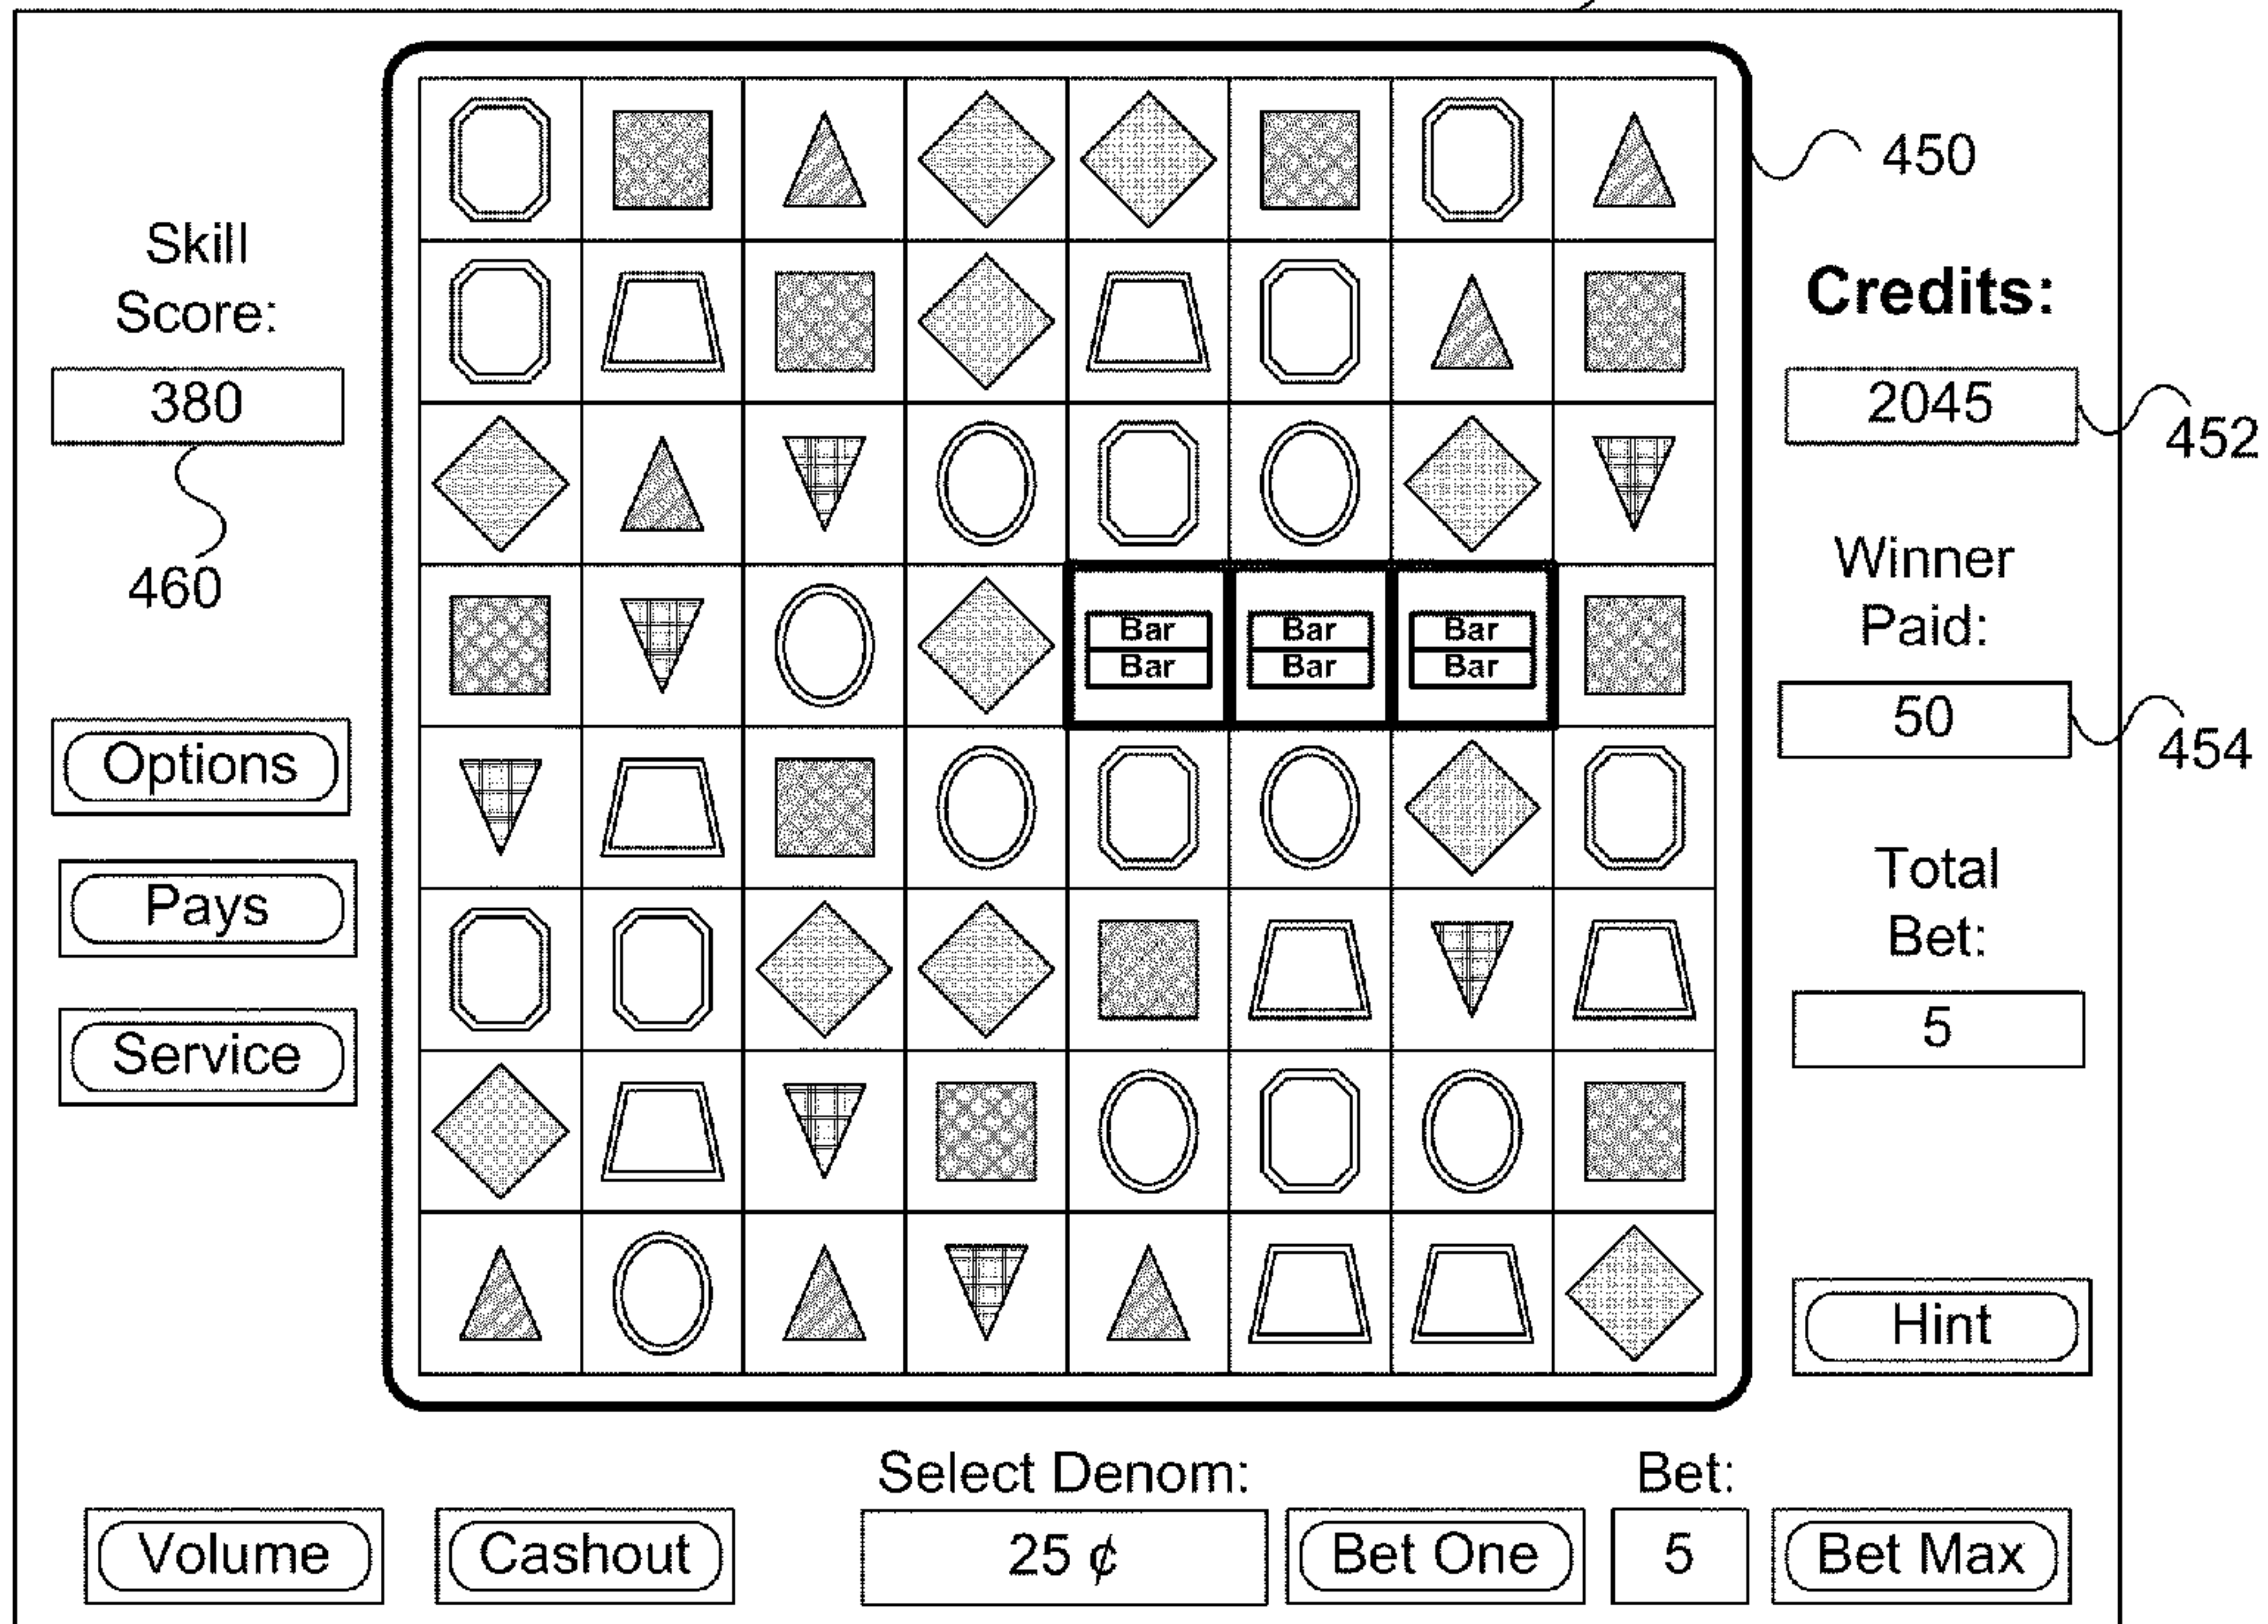 450
Skill
Score:
380
460
Credits:
2045
452
Winner
Paid:
50
454
Bar Bar Bar
Bar Bar Bar
Options
Pays
Service
Total
Bet:
5
Hint
Select Denom:
Bet:
Volume
Cashout
25 ¢
Bet One
5
Bet Max